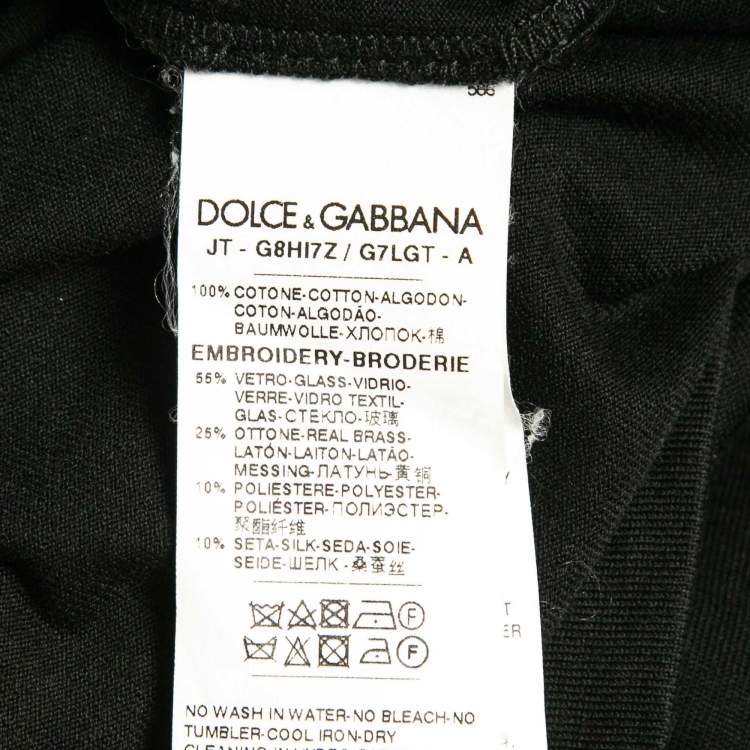 566
DOLCE & GABBANA
JT - G8HI7Z / G7LGT - A
100% COTONE-COTTON-ALGODON-
COTON-ALGODÃO-
BAUMWOLLE-ХЛОПОК-棉
EMBROIDERY-BRODERIE
55% VETRO-GLASS-VIDRIO-
VERRE-VIDRO TEXTIL-
GLAS-СТЕКЛО-玻璃
25% OTTONE-REAL BRASS-
LATÓN-LAITON-LATÃO-
MESSING-ЛАТУНЬ-黄铜
10% POLIESTERE-POLYESTER-
POLIÉSTER-ПОЛИЭСТЕР-
聚酯纤维
10% SETA-SILK-SEDA-SOIE-
SEIDE-ШЕЛК-桑蚕丝
F
F
T
ER
NO WASH IN WATER-NO BLEACH-NO
TUMBLER-COOL IRON-DRY